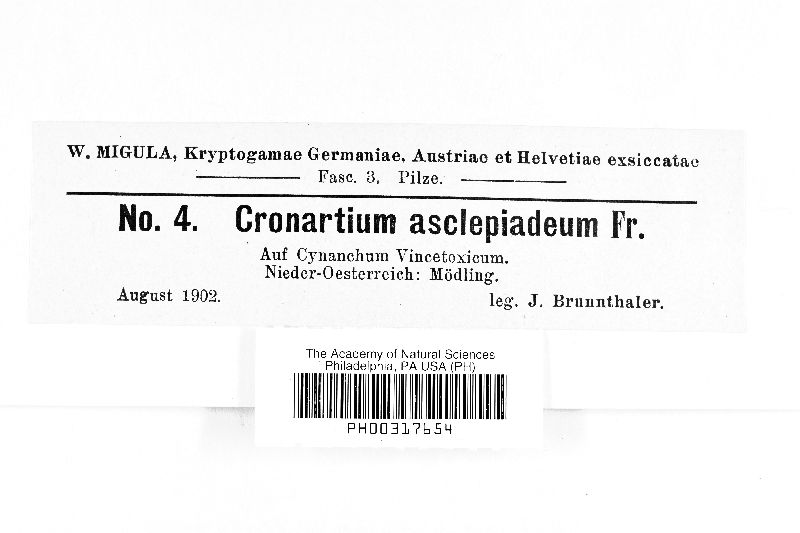 W. MIGULA, Kryptogamae Germaniae, Austriae et Helvetiae exsiccatae
Fasc. 3, Pilze.
No. 4. Cronartium asclepiadeum Fr.
Auf Cynanchum Vincetoxicum.
Nieder-Oesterreich: Mödling.
August 1902.
leg. J. Brunnthaler.
The Academy of Natural Sciences
Philadelphia, PA USA (PH)
PH00317654